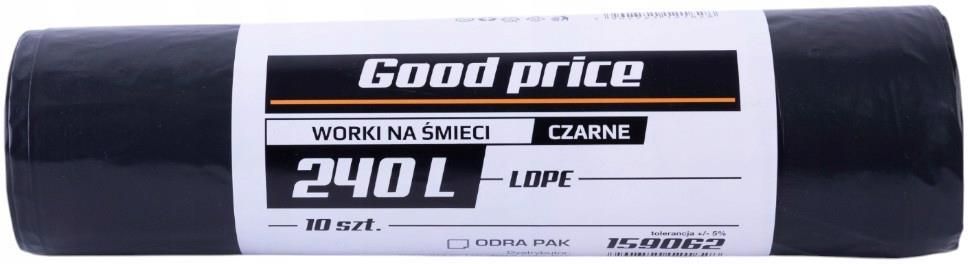 Good price
WORKI NA ŚMIECI CZARNE
240 L LDPE
10 szt.
tolerancja +/- 5%
ODRA PAK 159062